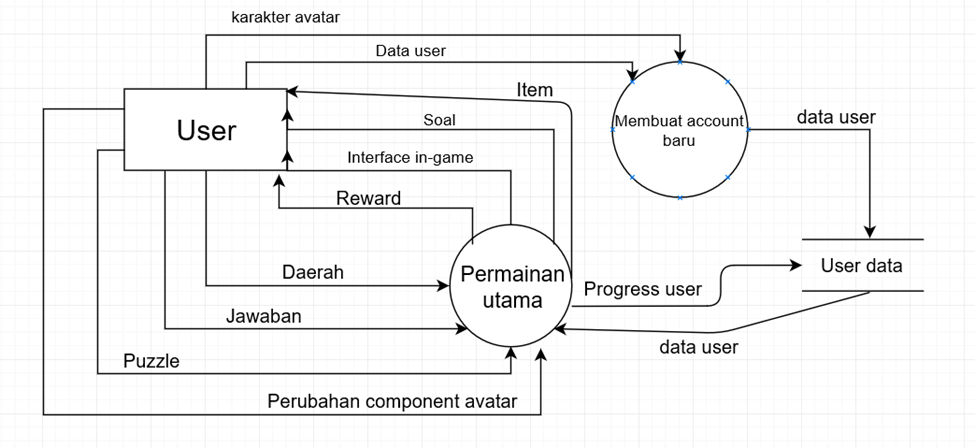 karakter avatar
Data user
Item
Soal
User
Membuat account
baru
data user
Interface in-game
Reward
Daerah
Permainan
utama
User data
Progress user
Jawaban
data user
Puzzle
Perubahan component avatar